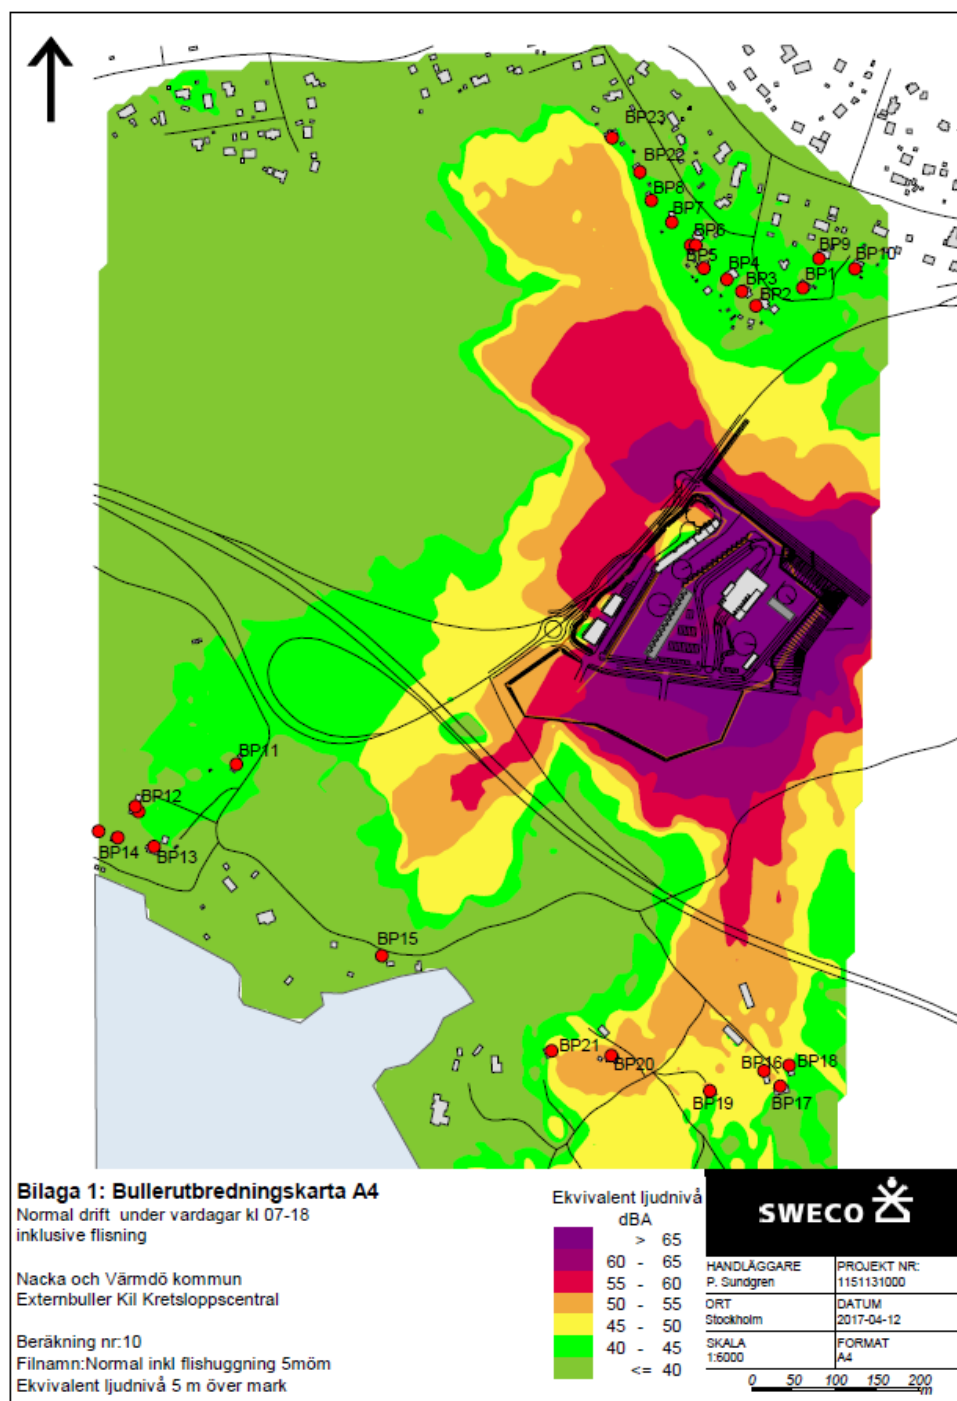 BP23
BP22
BP8
BP7
BP6
BP5
BP4
BP3
BP2
BP1
BP9
BP10
BP11
BP12
BP14
BP13
BP15
BP21
BP20
BP16
BP18
BP19
BP17
Bilaga 1: Bullerutbredningskarta A4
Normal drift under vardagar kl 07-18
inklusive flisning
Nacka och Värmdö kommun
Externbuller Kil Kretsloppscentral
Beräkning nr:10
Filnamn:Normal inkl flishuggning 5möm
Ekvivalent ljudnivå 5 m över mark
Ekvivalent ljudnivå
dBA
> 65
60 - 65
55 - 60
50 - 55
45 - 50
40 - 45
<= 40
SWECO
HANDLÄGGARE
P. Sundgren
PROJEKT NR:
1151131000
ORT
Stockholm
DATUM
2017-04-12
SKALA
1:6000
FORMAT
A4
0 50 100 150 200
m